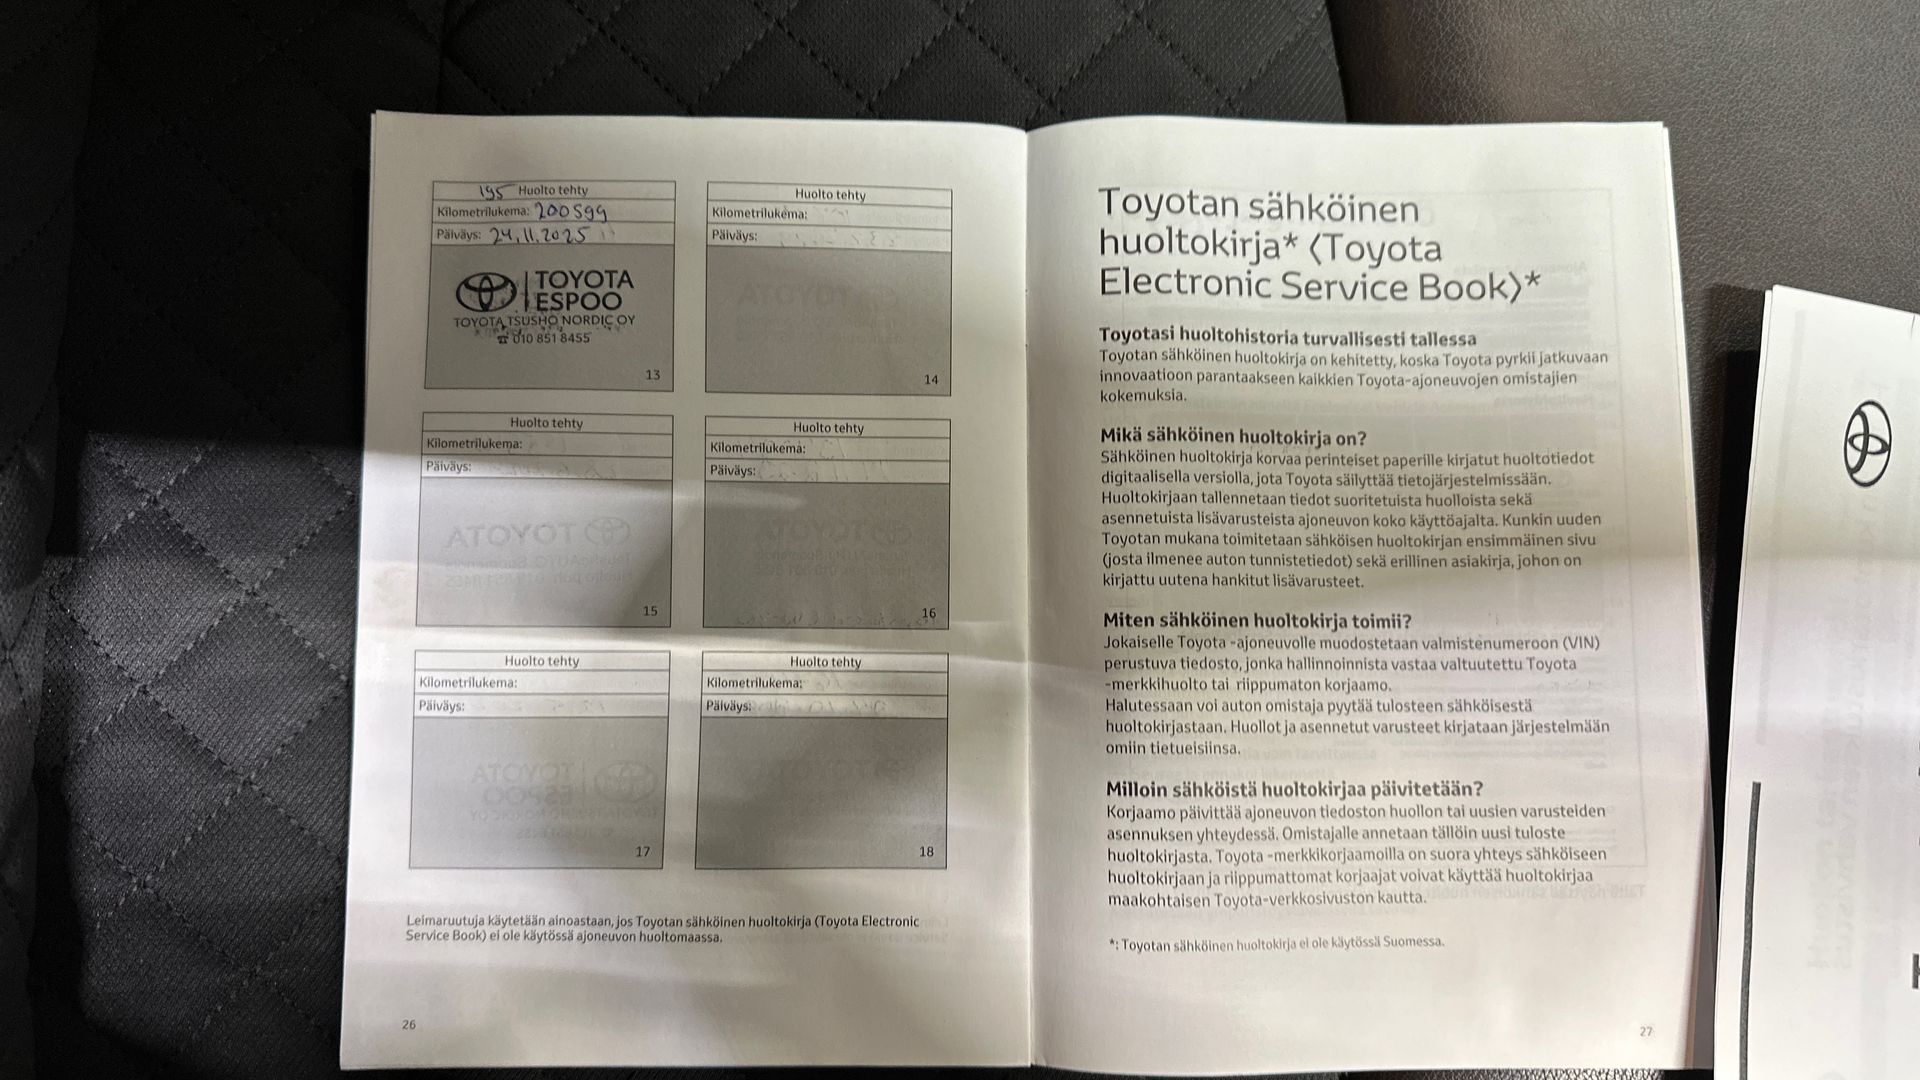 195 Huolto tehty
Kilometrilukema: 200599
Päiväys: 24.11.2025
TOYOTA
ESPOO
TOYOTA TSUSHO NORDIC OY
☎ 010 851 8455
13
Huolto tehty
Kilometrilukema:
Päiväys:
14
Huolto tehty
Kilometrilukema:
Päiväys:
15
Huolto tehty
Kilometrilukema:
Päiväys:
16
Huolto tehty
Kilometrilukema:
Päiväys:
17
Huolto tehty
Kilometrilukema:
Päiväys:
18
Leimaruutuja käytetään ainoastaan, jos Toyotan sähköinen huoltokirja (Toyota Electronic
Service Book) ei ole käytössä ajoneuvon huoltomaassa.
26
Toyotan sähköinen
huoltokirja* (Toyota
Electronic Service Book)*
Toyotasi huoltohistoria turvallisesti tallessa
Toyotan sähköinen huoltokirja on kehitetty, koska Toyota pyrkii jatkuvaan
innovaatioon parantaakseen kaikkien Toyota-ajoneuvojen omistajien
kokemuksia.
Mikä sähköinen huoltokirja on?
Sähköinen huoltokirja korvaa perinteiset paperille kirjatut huoltotiedot
digitaalisella versiolla, jota Toyota säilyttää tietojärjestelmissään.
Huoltokirjaan tallennetaan tiedot suoritetuista huolloista sekä
asennetuista lisävarusteista ajoneuvon koko käyttöajalta. Kunkin uuden
Toyotan mukana toimitetaan sähköisen huoltokirjan ensimmäinen sivu
(josta ilmenee auton tunnistetiedot) sekä erillinen asiakirja, johon on
kirjattu uutena hankitut lisävarusteet.
Miten sähköinen huoltokirja toimii?
Jokaiselle Toyota -ajoneuvolle muodostetaan valmistenumeroon (VIN)
perustuva tiedosto, jonka hallinnoinnista vastaa valtuutettu Toyota
-merkkihuolto tai riippumaton korjaamo.
Halutessaan voi auton omistaja pyytää tulosteen sähköisestä
huoltokirjastaan. Huollot ja asennetut varusteet kirjataan järjestelmään
omiin tietueisiinsa.
Milloin sähköistä huoltokirjaa päivitetään?
Korjaamo päivittää ajoneuvon tiedoston huollon tai uusien varusteiden
asennuksen yhteydessä. Omistajalle annetaan tällöin uusi tuloste
huoltokirjasta. Toyota -merkkikorjaamoilla on suora yhteys sähköiseen
huoltokirjaan ja riippumattomat korjaajat voivat käyttää huoltokirjaa
maakohtaisen Toyota-verkkosivuston kautta.
*: Toyotan sähköinen huoltokirja ei ole käytössä Suomessa.
27